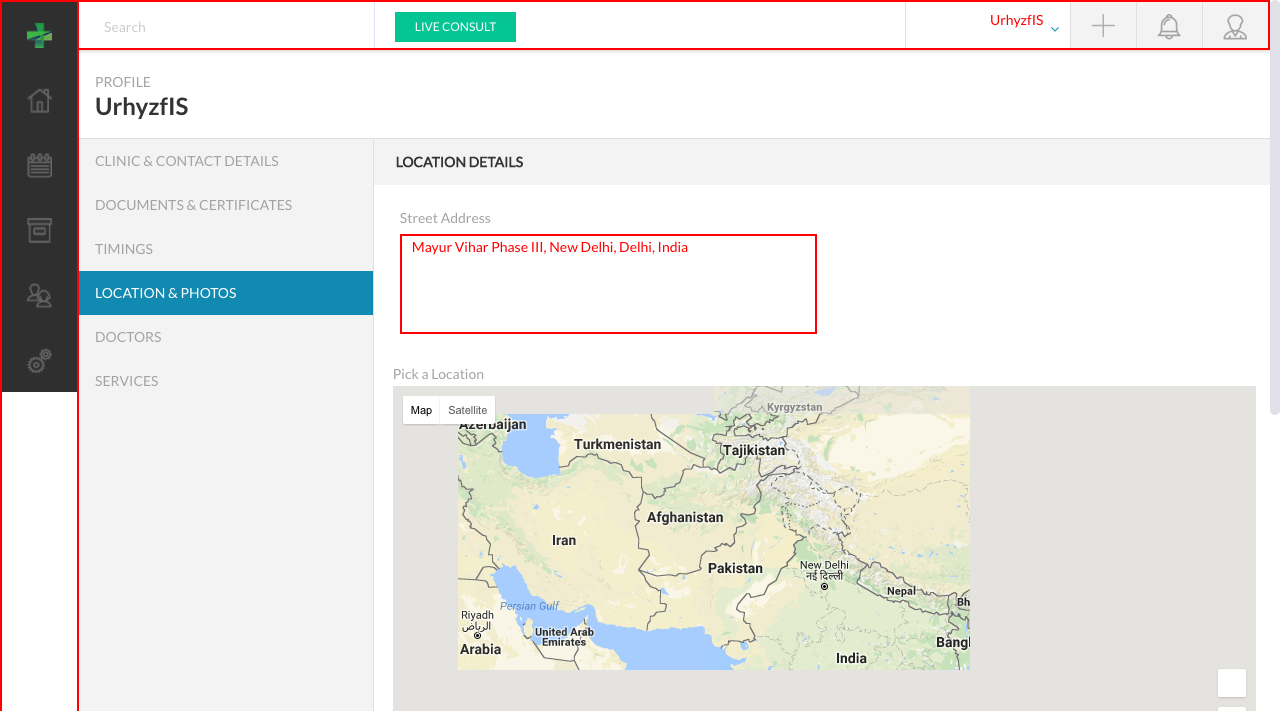 Search
LIVE CONSULT
UrhyzfIS
PROFILE
UrhyzfIS
CLINIC & CONTACT DETAILS
DOCUMENTS & CERTIFICATES
TIMINGS
LOCATION & PHOTOS
DOCTORS
SERVICES
LOCATION DETAILS
Street Address
Mayur Vihar Phase III, New Delhi, Delhi, India
Pick a Location
Map
Satellite
Kyrgyzstan
Azerbaijan
Turkmenistan
Tajikistan
Afghanistan
Iran
Pakistan
New Delhi
नई दिल्ली
Nepal
Bh
Persian Gulf
Riyadh
الرياض
United Arab
Emirates
Arabia
Bangl
India